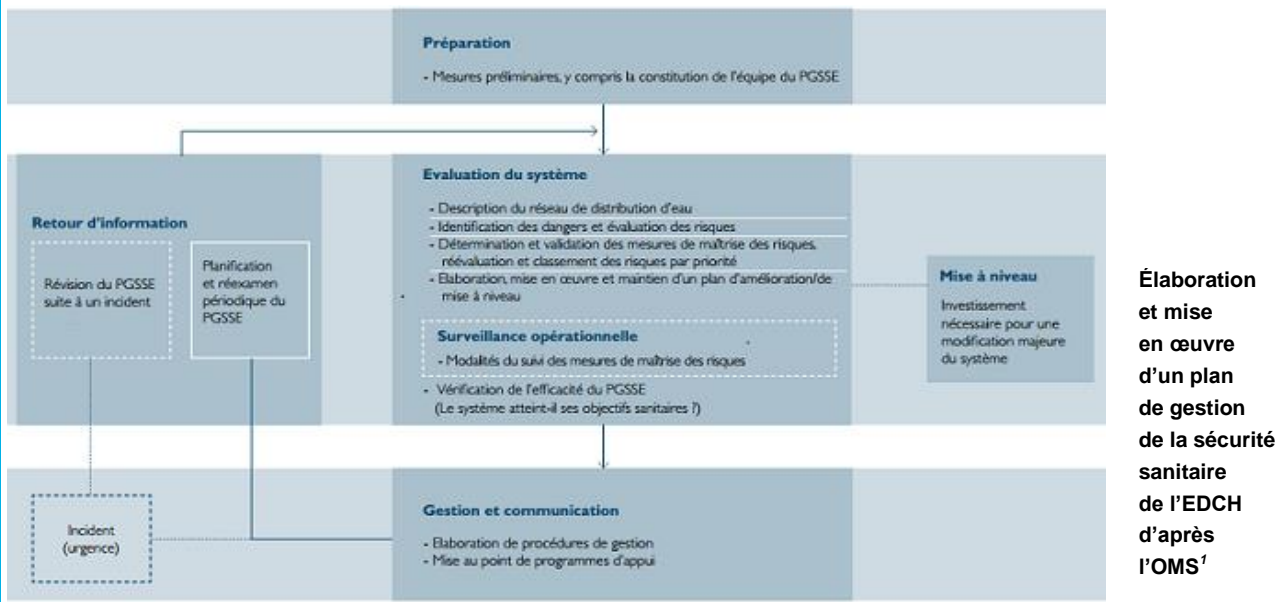 Préparation
- Mesures préliminaires, y compris la constitution de l'équipe du PGSSE
Retour d'information
Révision du PGSSE
suite à un incident
Planification
et réexamen
périodique du
PGSSE
Evaluation du système
- Description du réseau de distribution d'eau
- Identification des dangers et évaluation des risques
- Détermination et validation des mesures de maîtrise des risques,
réévaluation et classement des risques par priorité
- Elaboration, mise en œuvre et maintien d'un plan d'amélioration/de
mise à niveau
Surveillance opérationnelle
- Modalités du suivi des mesures de maîtrise des risques
- Vérification de l'efficacité du PGSSE
(Le système atteint-il ses objectifs sanitaires ?)
Mise à niveau
Investissement
nécessaire pour une
modification majeure
du système
Incident
(urgence)
Gestion et communication
- Elaboration de procédures de gestion
- Mise au point de programmes d'appui
Élaboration
et mise
en œuvre
d'un plan
de gestion
de la sécurité
sanitaire
de l'EDCH
d'après
l'OMS¹